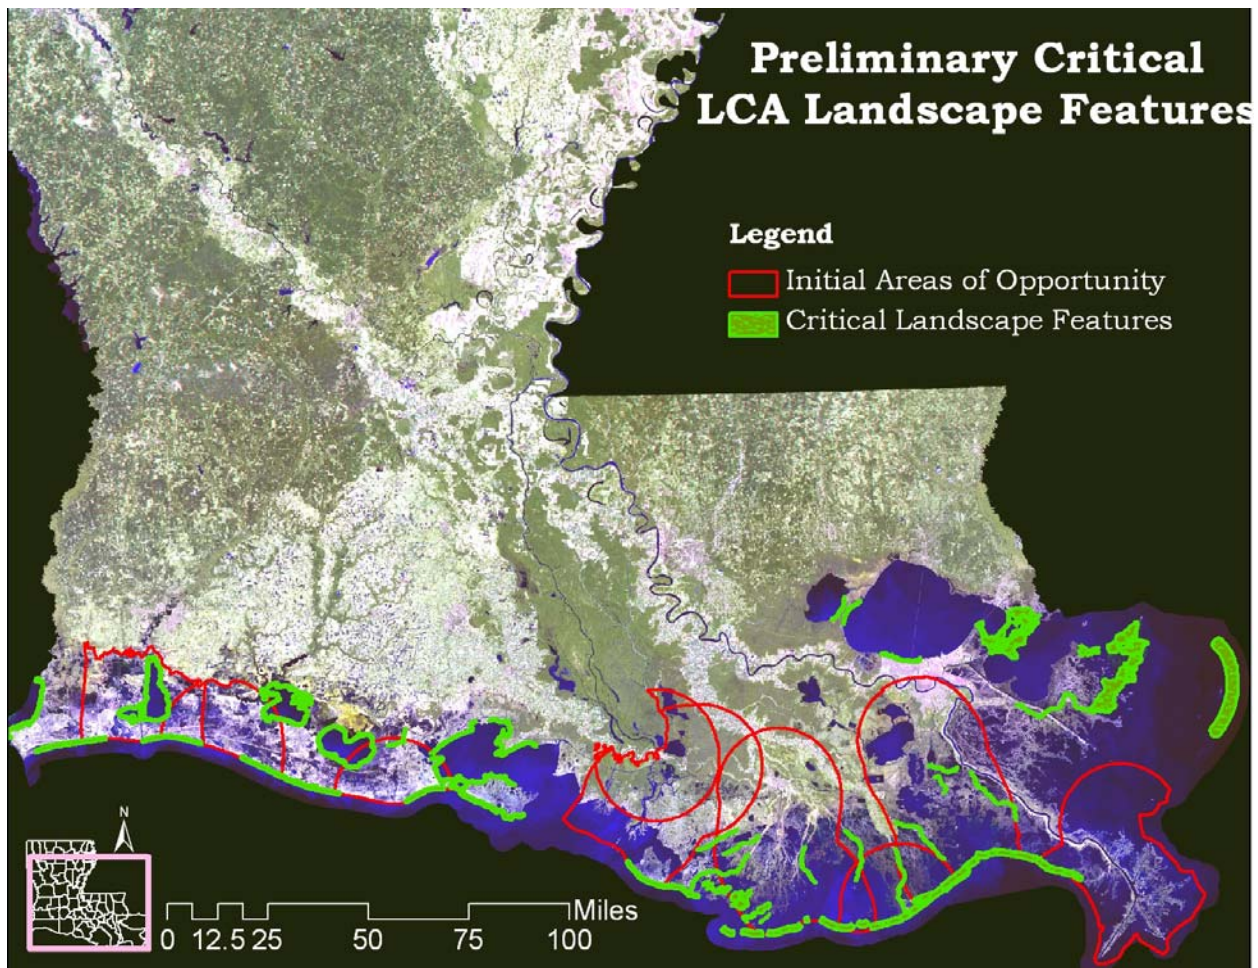 Preliminary Critical
LCA Landscape Features
Legend
Initial Areas of Opportunity
Critical Landscape Features
N
Miles
0 12.5 25 50 75 100